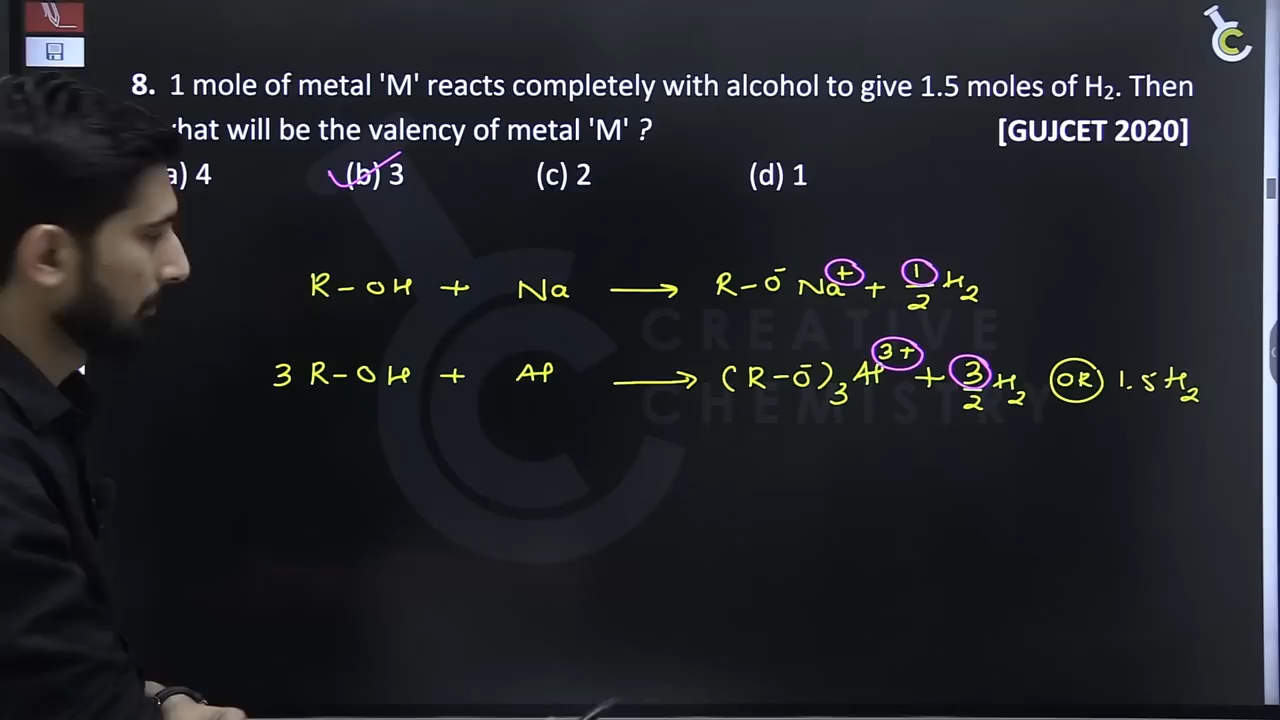 8. 1 mole of metal 'M' reacts completely with alcohol to give 1.5 moles of H₂. Then
hat will be the valency of metal 'M' ? [GUJCET 2020]
a) 4 (b) 3 (c) 2 (d) 1
R-OH + Na ⟶ R-O⁻ Na⁺ + 1/2 H₂
3 R-OH + Al ⟶ (R-O⁻)₃ Al³⁺ + 3/2 H₂ OR 1.5 H₂
CREATIVE
CHEMISTRY